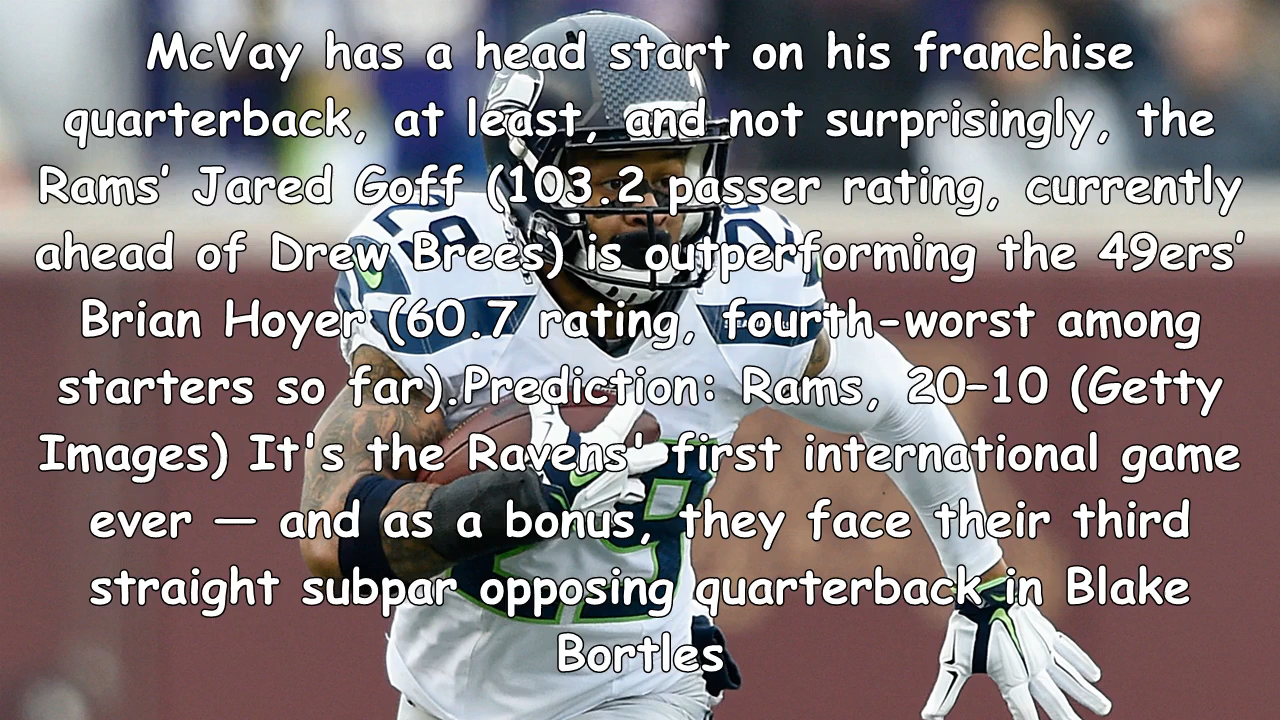 McVay has a head start on his franchise
quarterback, at least, and not surprisingly, the
Rams’ Jared Goff (103.2 passer rating, currently
ahead of Drew Brees) is outperforming the 49ers’
Brian Hoyer (60.7 rating, fourth-worst among
starters so far).Prediction: Rams, 20–10 (Getty
Images) It's the Ravens' first international game
ever — and as a bonus, they face their third
straight subpar opposing quarterback in Blake
Bortles